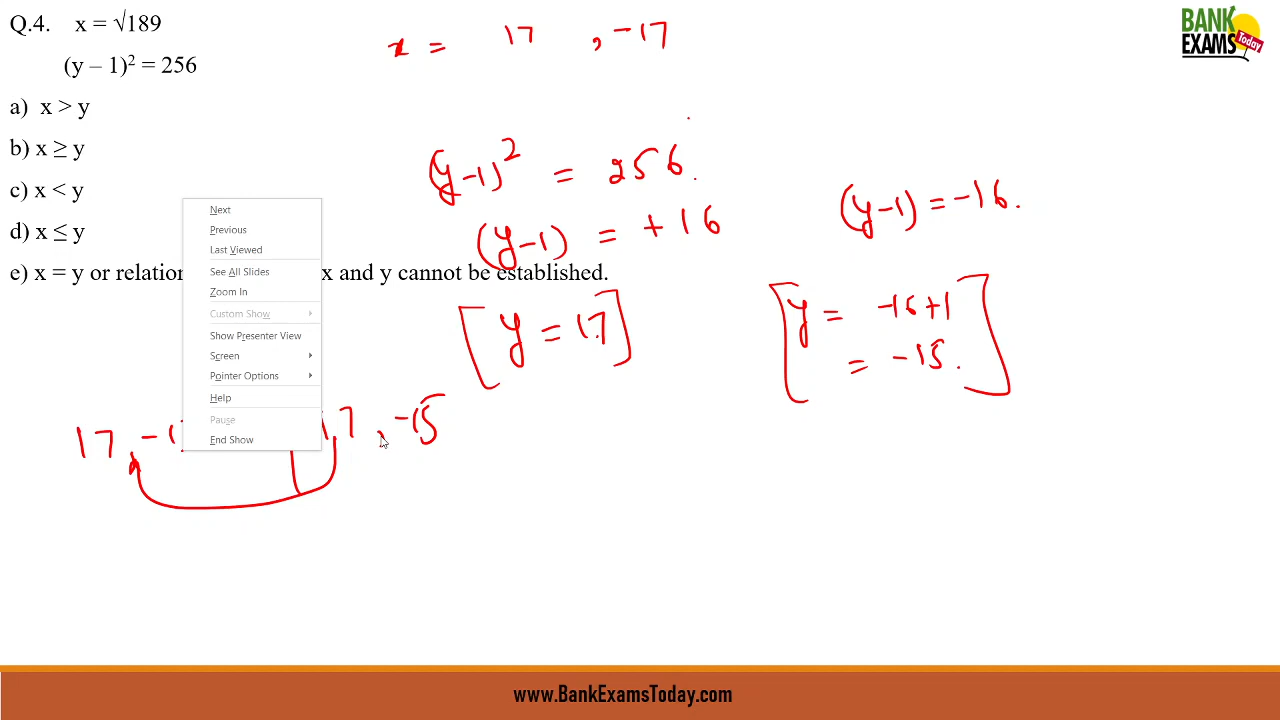 Q.4. x = √189
(y – 1)² = 256
a) x > y
b) x ≥ y
c) x < y
d) x ≤ y
e) x = y or relation x and y cannot be established.
x = 17 , -17
(y-1)² = 256.
(y-1) = +16
[y = 17]
(y-1) = -16.
[y = -16+1
= -15.]
17, -1 17, -15
Next
Previous
Last Viewed
See All Slides
Zoom In
Custom Show
Show Presenter View
Screen
Pointer Options
Help
Pause
End Show
BANK
EXAMS
Today
www.BankExamsToday.com